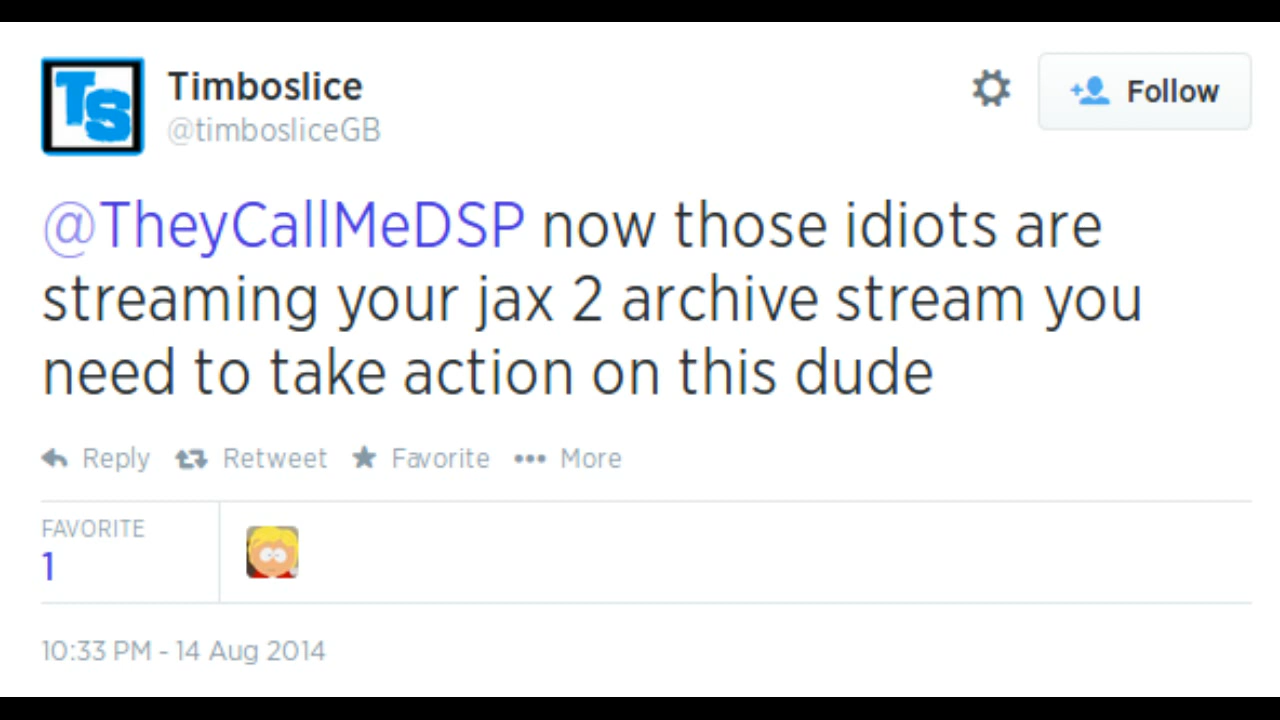 TS
Timboslice
@timbosliceGB
Follow
@TheyCallMeDSP now those idiots are
streaming your jax 2 archive stream you
need to take action on this dude
Reply Retweet Favorite More
FAVORITE
1
10:33 PM - 14 Aug 2014